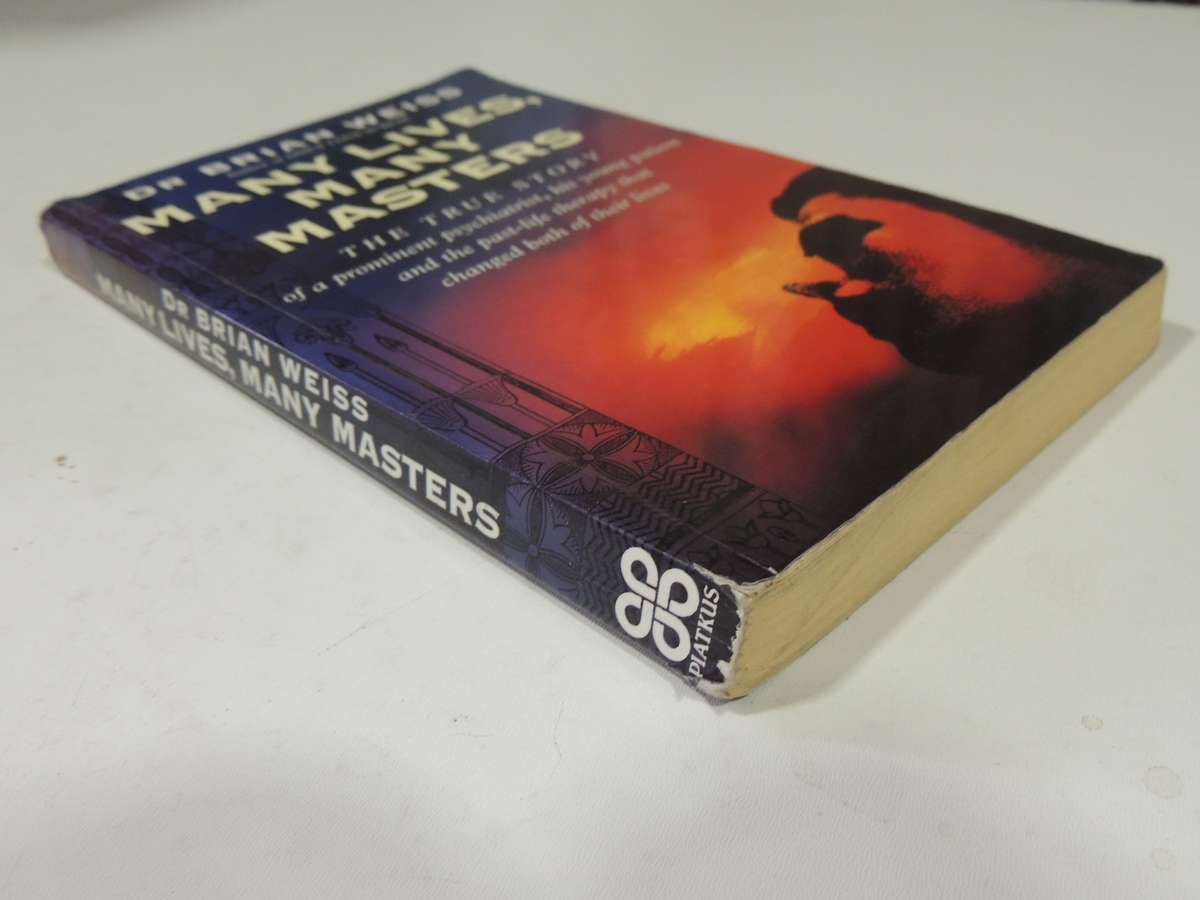 DR BRIAN WEISS
MANY LIVES,
MANY
MASTERS
THE TRUE STORY
of a prominent psychiatrist, his young patient
and the past-life therapy that
changed both of their lives
DR BRIAN WEISS
MANY LIVES, MANY MASTERS
PIATKUS